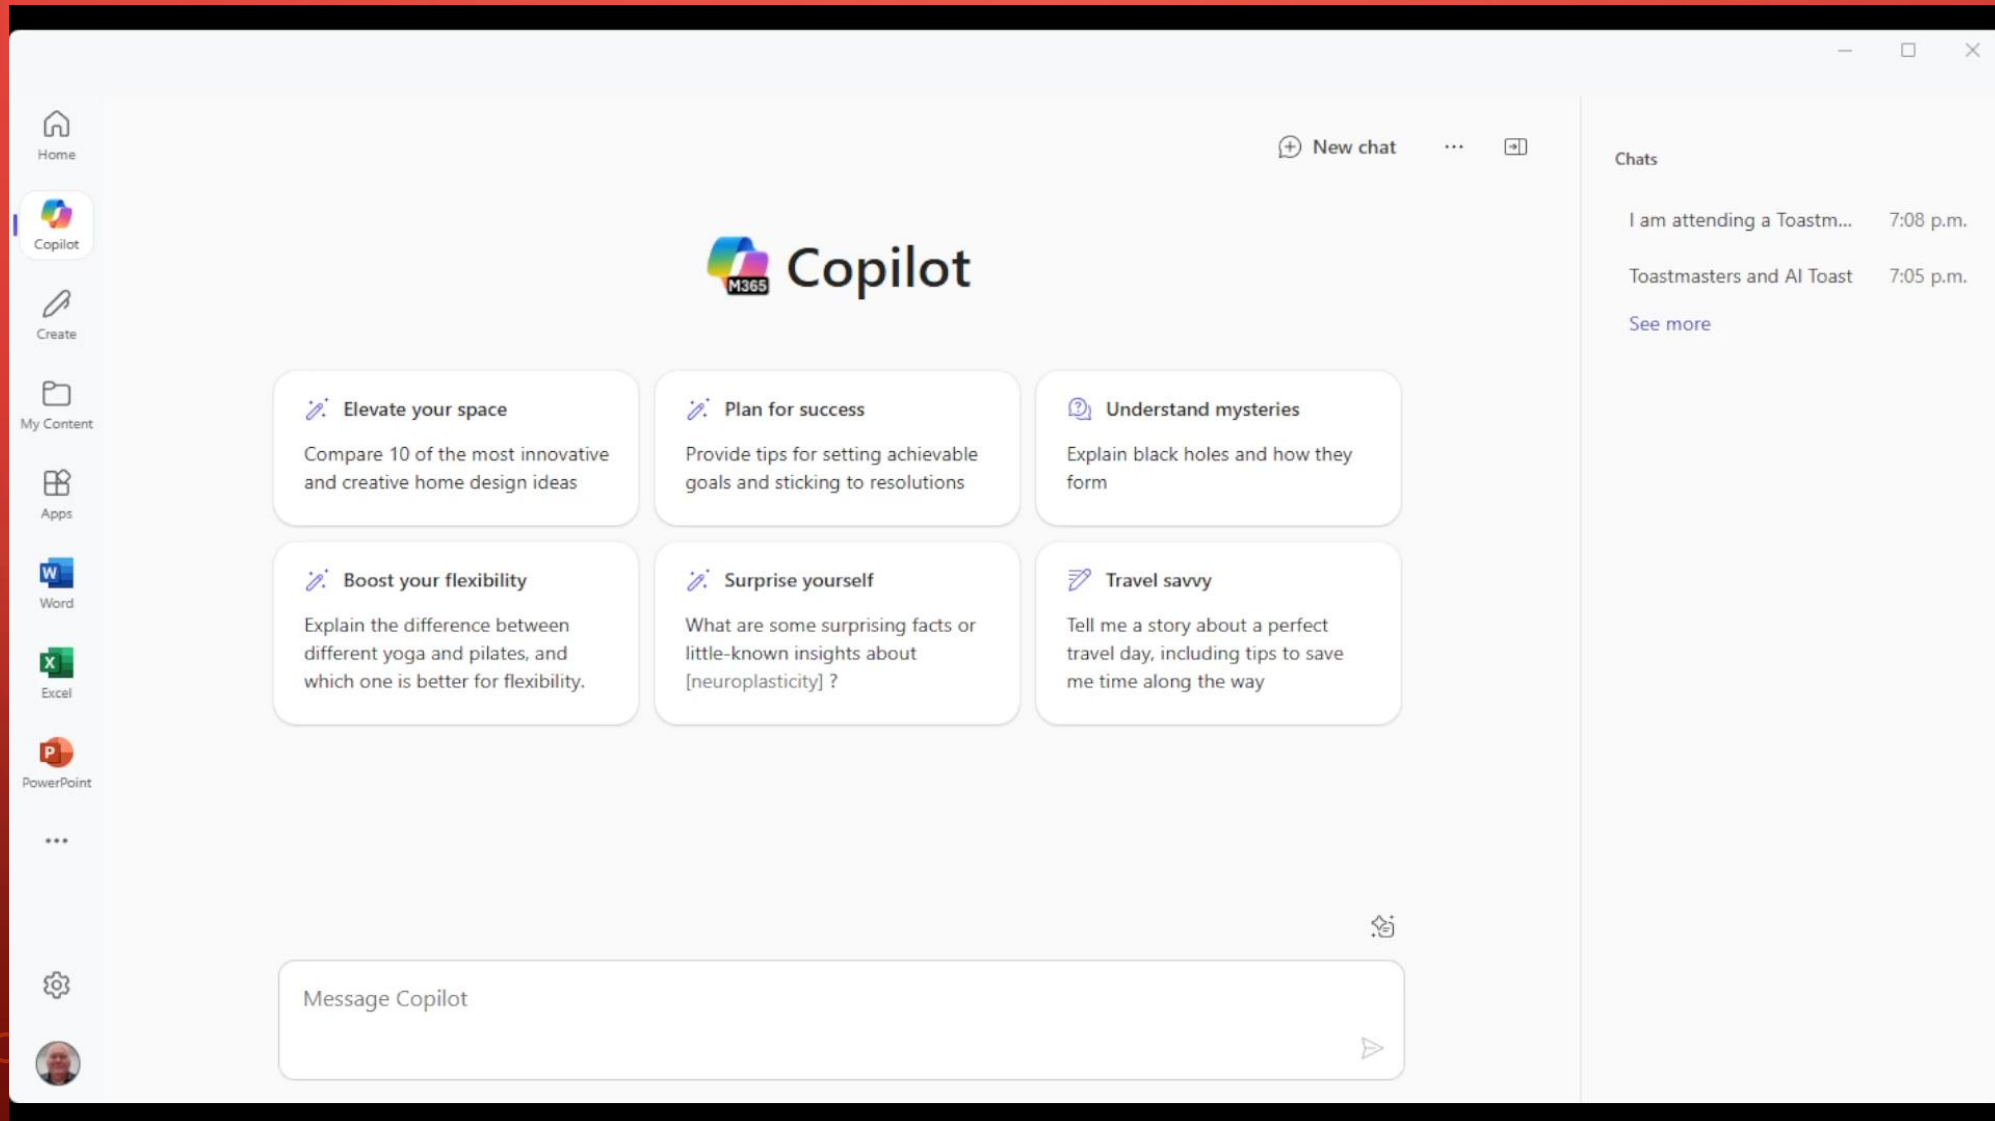 Home
Copilot
Create
My Content
Apps
W
Word
X
Excel
P
PowerPoint
New chat
M365
Copilot
Elevate your space
Compare 10 of the most innovative
and creative home design ideas
Plan for success
Provide tips for setting achievable
goals and sticking to resolutions
Understand mysteries
Explain black holes and how they
form
Boost your flexibility
Explain the difference between
different yoga and pilates, and
which one is better for flexibility.
Surprise yourself
What are some surprising facts or
little-known insights about
[neuroplasticity] ?
Travel savvy
Tell me a story about a perfect
travel day, including tips to save
me time along the way
Message Copilot
Chats
I am attending a Toastm... 7:08 p.m.
Toastmasters and AI Toast 7:05 p.m.
See more